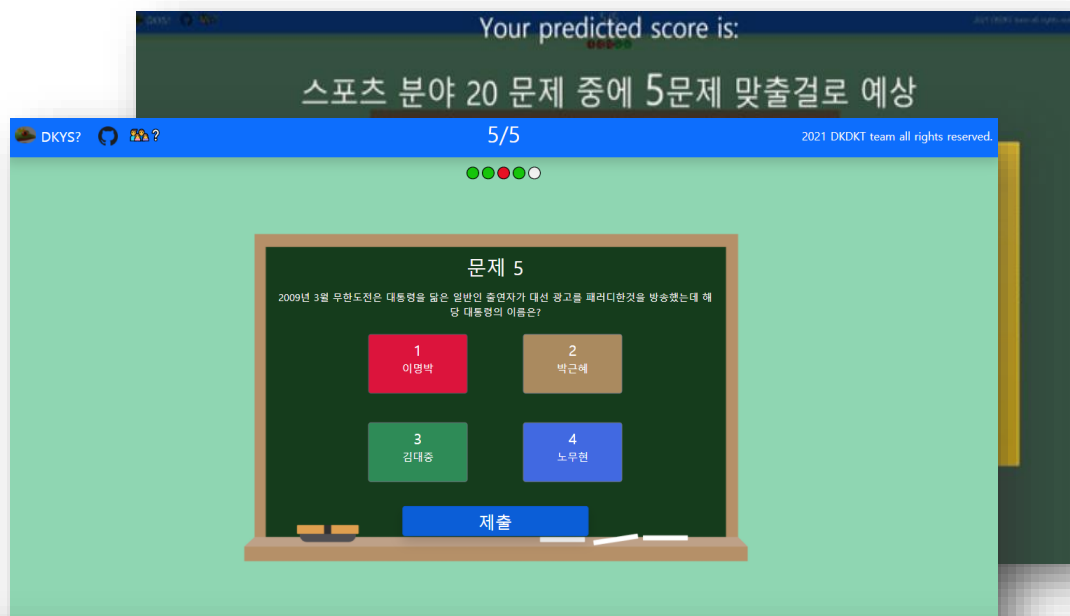 Your predicted score is:
스포츠 분야 20 문제 중에 5문제 맞출걸로 예상
DKYS?
?
5/5
2021 DKDKT team all rights reserved.
문제 5
2009년 3월 무한도전은 대통령을 닮은 일반인 출연자가 대선 광고를 패러디한것을 방송했는데 해
당 대통령의 이름은?
1
이명박
2
박근혜
3
김대중
4
노무현
제출